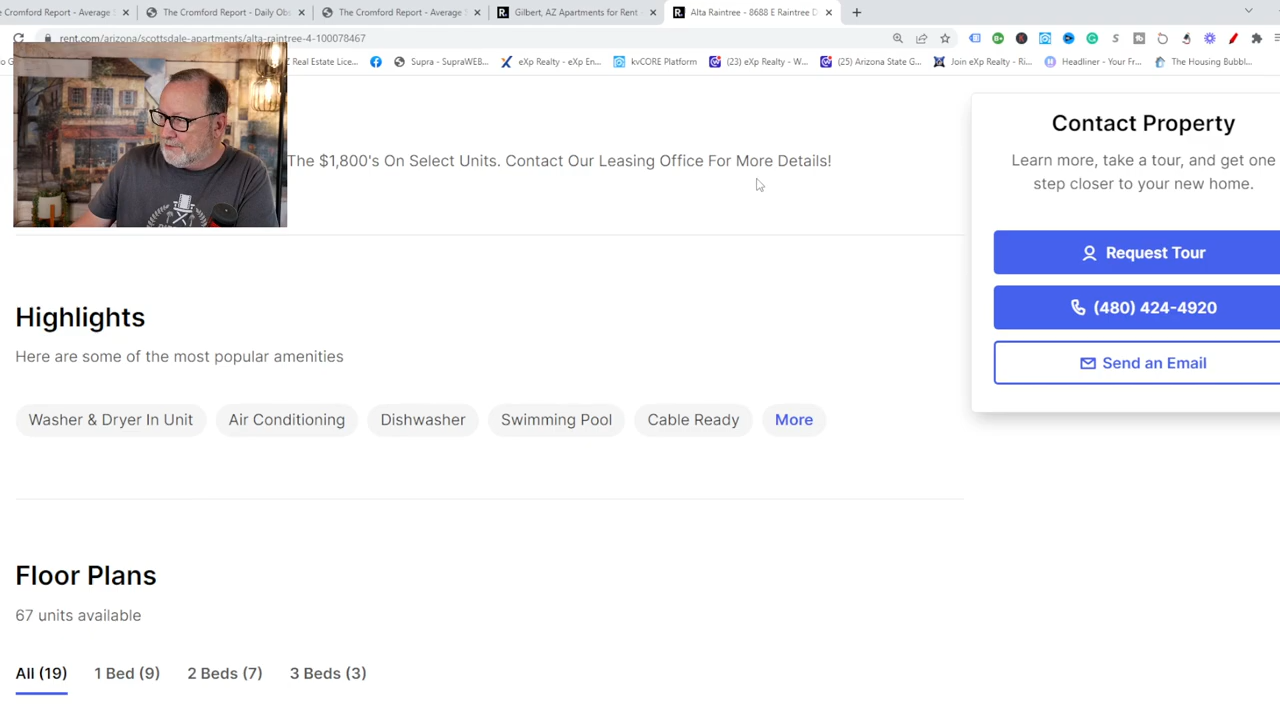 e Cromford Report - Average
The Cromford Report - Daily Obs
The Cromford Report - Average
Gilbert, AZ Apartments for Rent
Alta Raintree - 8688 E Raintree D
rent.com/arizona/scottsdale-apartments/alta-raintree-4-100078467
Z Real Estate Lice...
Supra - SupraWEB...
eXp Realty - eXp En...
kvCORE Platform
(23) eXp Realty - W...
(25) Arizona State G...
Join eXp Realty - Ri...
Headliner - Your Fr...
The Housing Bubbl...
The $1,800's On Select Units. Contact Our Leasing Office For More Details!
Contact Property
Learn more, take a tour, and get one
step closer to your new home.
Request Tour
(480) 424-4920
Send an Email
Highlights
Here are some of the most popular amenities
Washer & Dryer In Unit
Air Conditioning
Dishwasher
Swimming Pool
Cable Ready
More
Floor Plans
67 units available
All (19)
1 Bed (9)
2 Beds (7)
3 Beds (3)